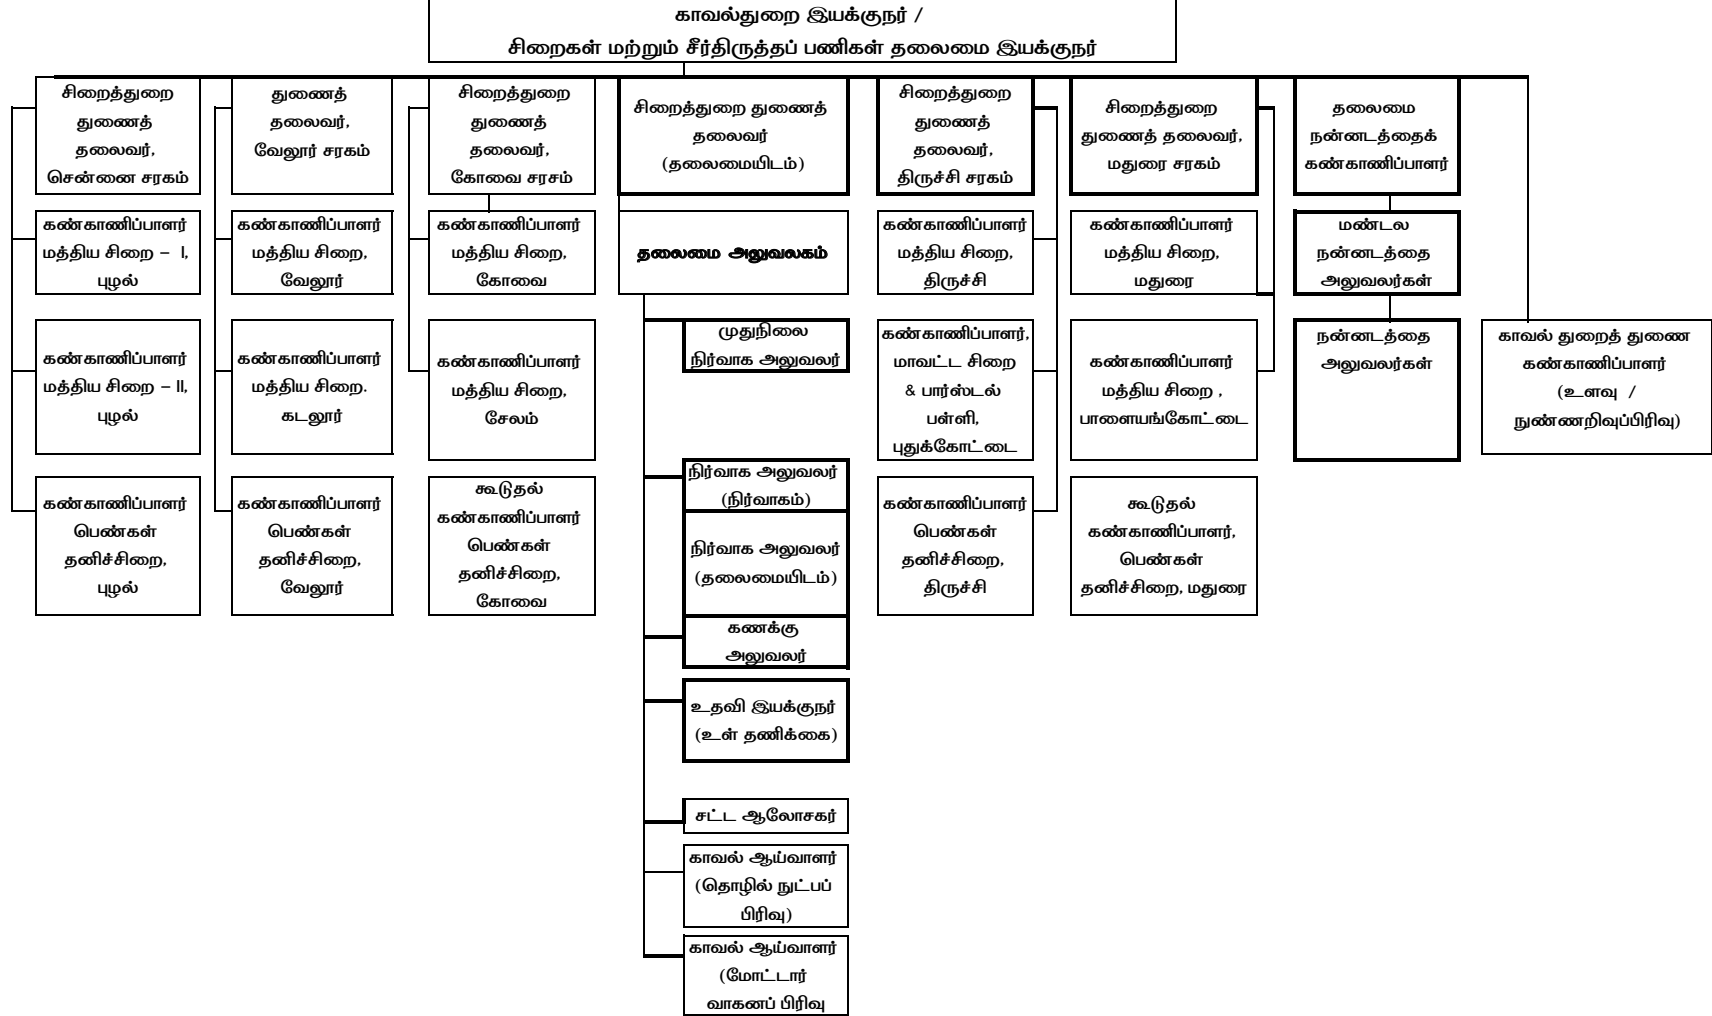 காவல்துறை இயக்குநர் /
சிறைகள் மற்றும் சீர்திருத்தப் பணிகள் தலைமை இயக்குநர்
சிறைத்துறை
துணைத்
தலைவர்,
சென்னை சரகம்
துணைத்
தலைவர்,
வேலூர் சரகம்
சிறைத்துறை
துணைத்
தலைவர்,
கோவை சரசம்
சிறைத்துறை துணைத்
தலைவர்
(தலைமையிடம்)
சிறைத்துறை
துணைத்
தலைவர்,
திருச்சி சரகம்
சிறைத்துறை
துணைத் தலைவர்,
மதுரை சரகம்
தலைமை
நன்னடத்தைக்
கண்காணிப்பாளர்
கண்காணிப்பாளர்
மத்திய சிறை – I,
புழல்
கண்காணிப்பாளர்
மத்திய சிறை,
வேலூர்
கண்காணிப்பாளர்
மத்திய சிறை,
கோவை
தலைமை அலுவலகம்
கண்காணிப்பாளர்
மத்திய சிறை,
திருச்சி
கண்காணிப்பாளர்
மத்திய சிறை,
மதுரை
மண்டல
நன்னடத்தை
அலுவலர்கள்
கண்காணிப்பாளர்
மத்திய சிறை – II,
புழல்
கண்காணிப்பாளர்
மத்திய சிறை.
கடலூர்
கண்காணிப்பாளர்
மத்திய சிறை,
சேலம்
முதுநிலை
நிர்வாக அலுவலர்
கண்காணிப்பாளர்,
மாவட்ட சிறை
& பார்ஸ்டல்
பள்ளி,
புதுக்கோட்டை
கண்காணிப்பாளர்
மத்திய சிறை ,
பாளையங்கோட்டை
நன்னடத்தை
அலுவலர்கள்
காவல் துறைத் துணை
கண்காணிப்பாளர்
(உளவு /
நுண்ணறிவுப்பிரிவு)
கண்காணிப்பாளர்
பெண்கள்
தனிச்சிறை,
புழல்
கண்காணிப்பாளர்
பெண்கள்
தனிச்சிறை,
வேலூர்
கூடுதல்
கண்காணிப்பாளர்
பெண்கள்
தனிச்சிறை,
கோவை
நிர்வாக அலுவலர்
(நிர்வாகம்)
நிர்வாக அலுவலர்
(தலைமையிடம்)
கணக்கு
அலுவலர்
கண்காணிப்பாளர்
பெண்கள்
தனிச்சிறை,
திருச்சி
கூடுதல்
கண்காணிப்பாளர்,
பெண்கள்
தனிச்சிறை, மதுரை
உதவி இயக்குநர்
(உள் தணிக்கை)
சட்ட ஆலோசகர்
காவல் ஆய்வாளர்
(தொழில் நுட்பப்
பிரிவு)
காவல் ஆய்வாளர்
(மோட்டார்
வாகனப் பிரிவு